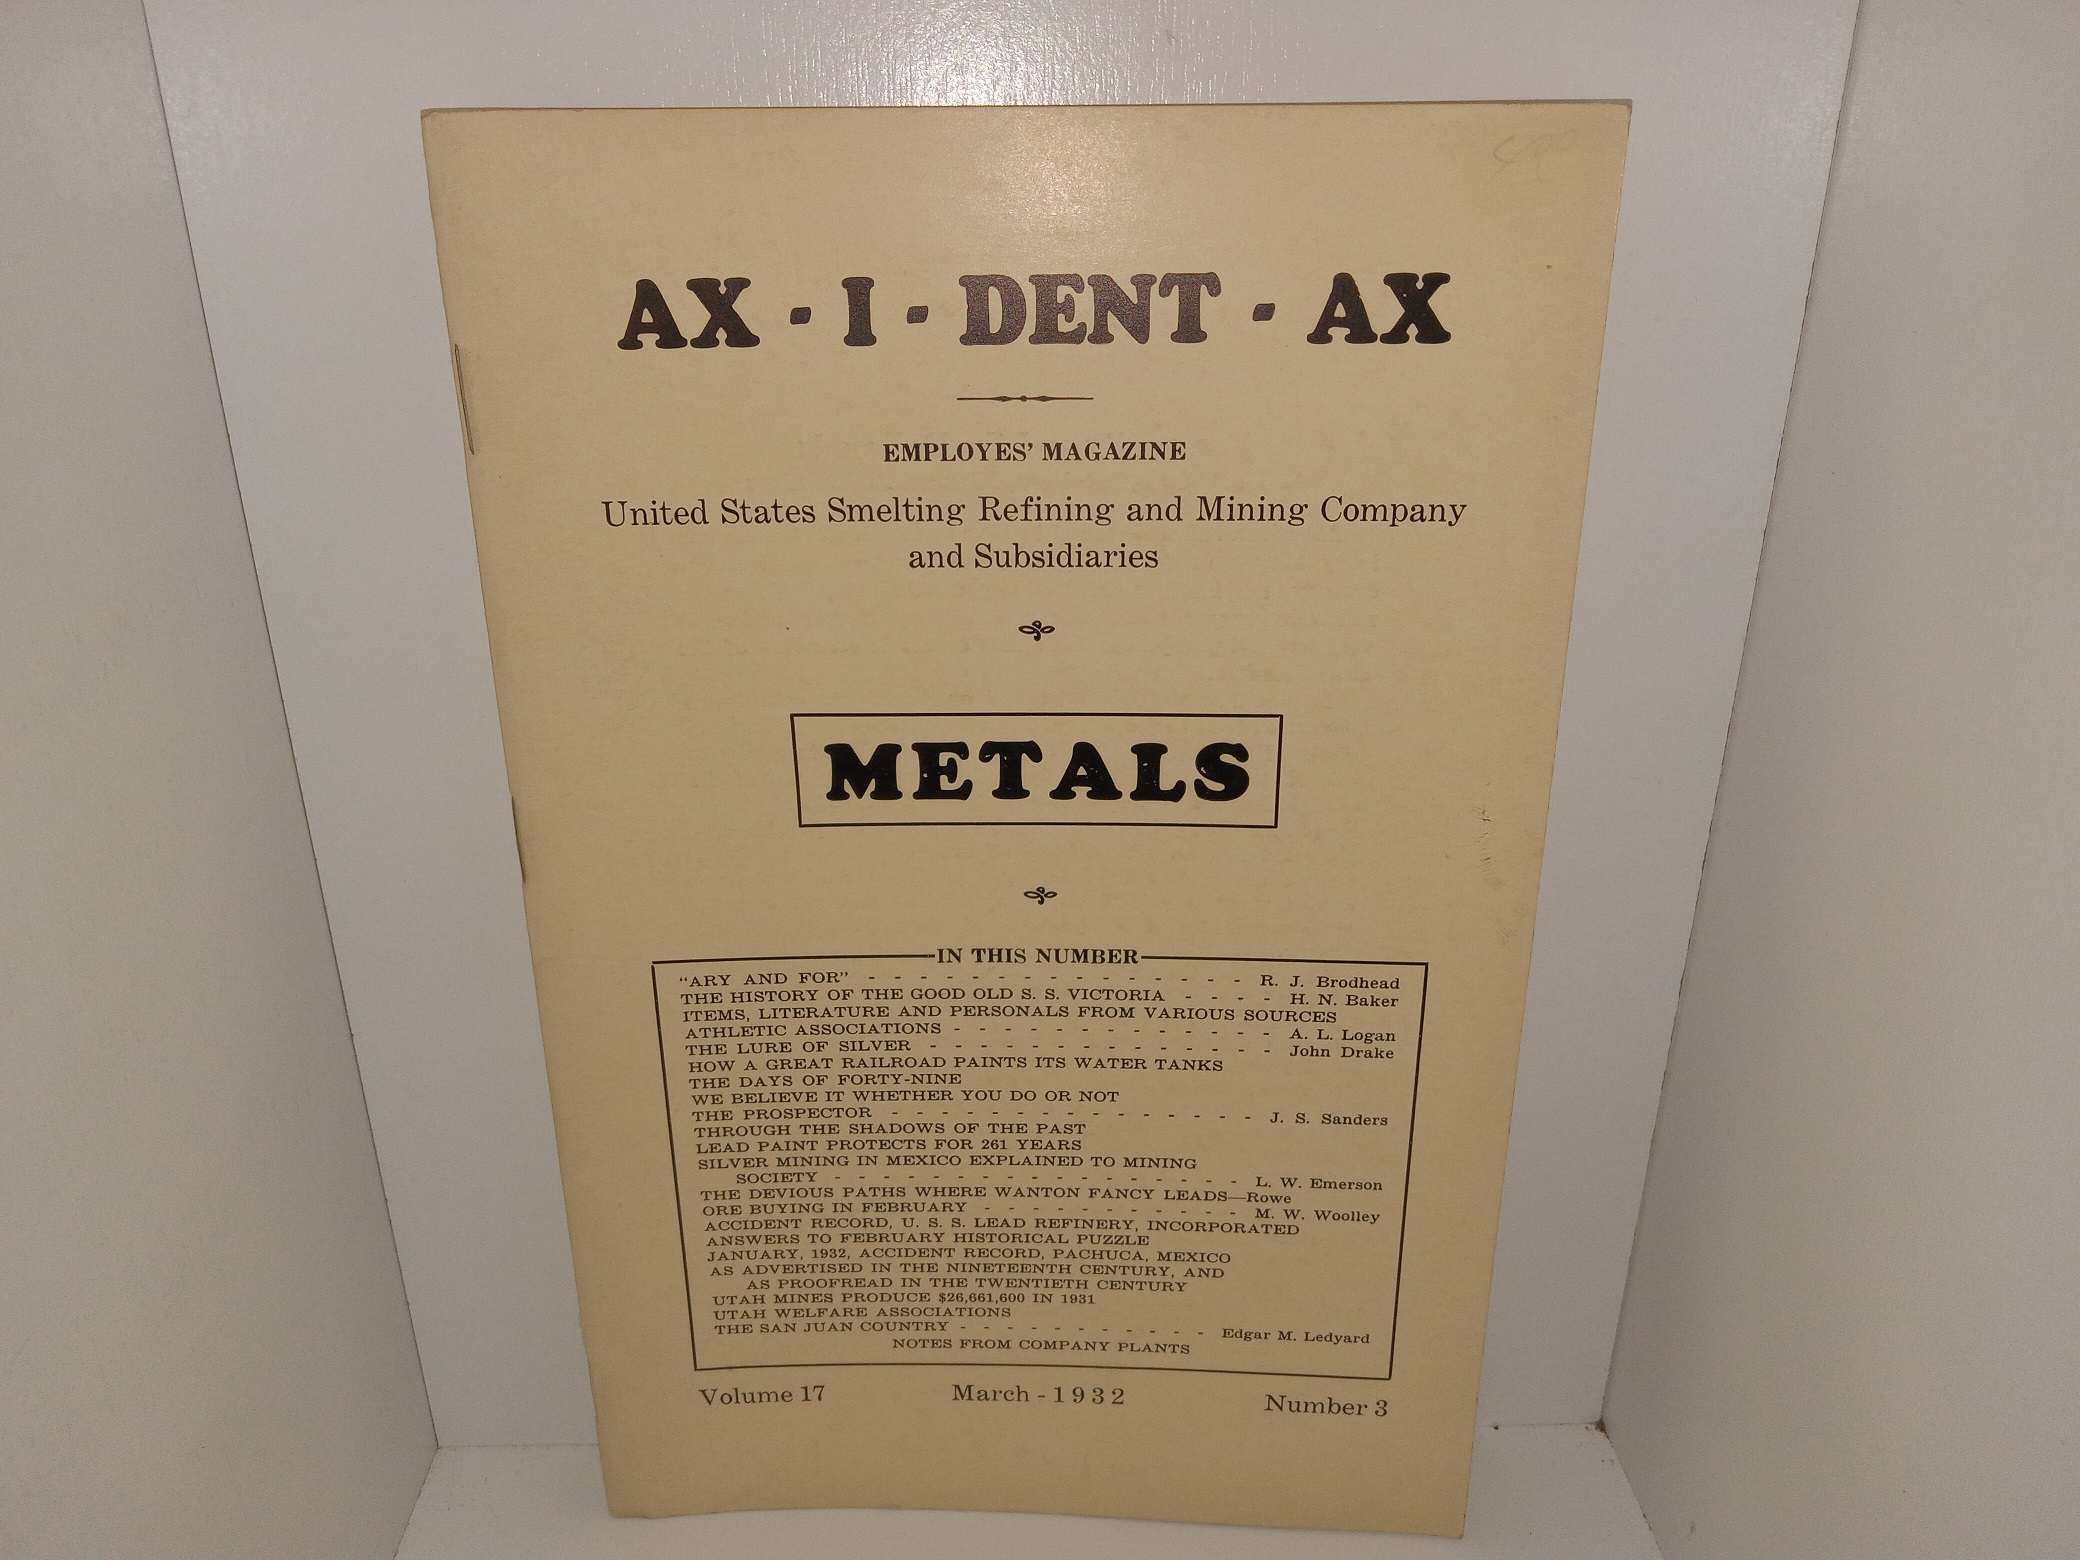 AX - I - DENT - AX
EMPLOYES' MAGAZINE
United States Smelting Refining and Mining Company
and Subsidiaries
METALS
IN THIS NUMBER
"ARY AND FOR" - - - - - - - - - - - - - - - R. J. Brodhead
THE HISTORY OF THE GOOD OLD S. S. VICTORIA - - - - H. N. Baker
ITEMS, LITERATURE AND PERSONALS FROM VARIOUS SOURCES
ATHLETIC ASSOCIATIONS - - - - - - - - - - - - - A. L. Logan
THE LURE OF SILVER - - - - - - - - - - - - - - John Drake
HOW A GREAT RAILROAD PAINTS ITS WATER TANKS
THE DAYS OF FORTY-NINE
WE BELIEVE IT WHETHER YOU DO OR NOT
THE PROSPECTOR - - - - - - - - - - - - - - - J. S. Sanders
THROUGH THE SHADOWS OF THE PAST
LEAD PAINT PROTECTS FOR 261 YEARS
SILVER MINING IN MEXICO EXPLAINED TO MINING
SOCIETY - - - - - - - - - - - - - - - - L. W. Emerson
THE DEVIOUS PATHS WHERE WANTON FANCY LEADS—Rowe
ORE BUYING IN FEBRUARY - - - - - - - - - - - M. W. Woolley
ACCIDENT RECORD, U. S. S. LEAD REFINERY, INCORPORATED
ANSWERS TO FEBRUARY HISTORICAL PUZZLE
JANUARY, 1932, ACCIDENT RECORD, PACHUCA, MEXICO
AS ADVERTISED IN THE NINETEENTH CENTURY, AND
AS PROOFREAD IN THE TWENTIETH CENTURY
UTAH MINES PRODUCE $26,661,600 IN 1931
UTAH WELFARE ASSOCIATIONS
THE SAN JUAN COUNTRY - - - - - - - - - - - Edgar M. Ledyard
NOTES FROM COMPANY PLANTS
Volume 17 March - 1932 Number 3